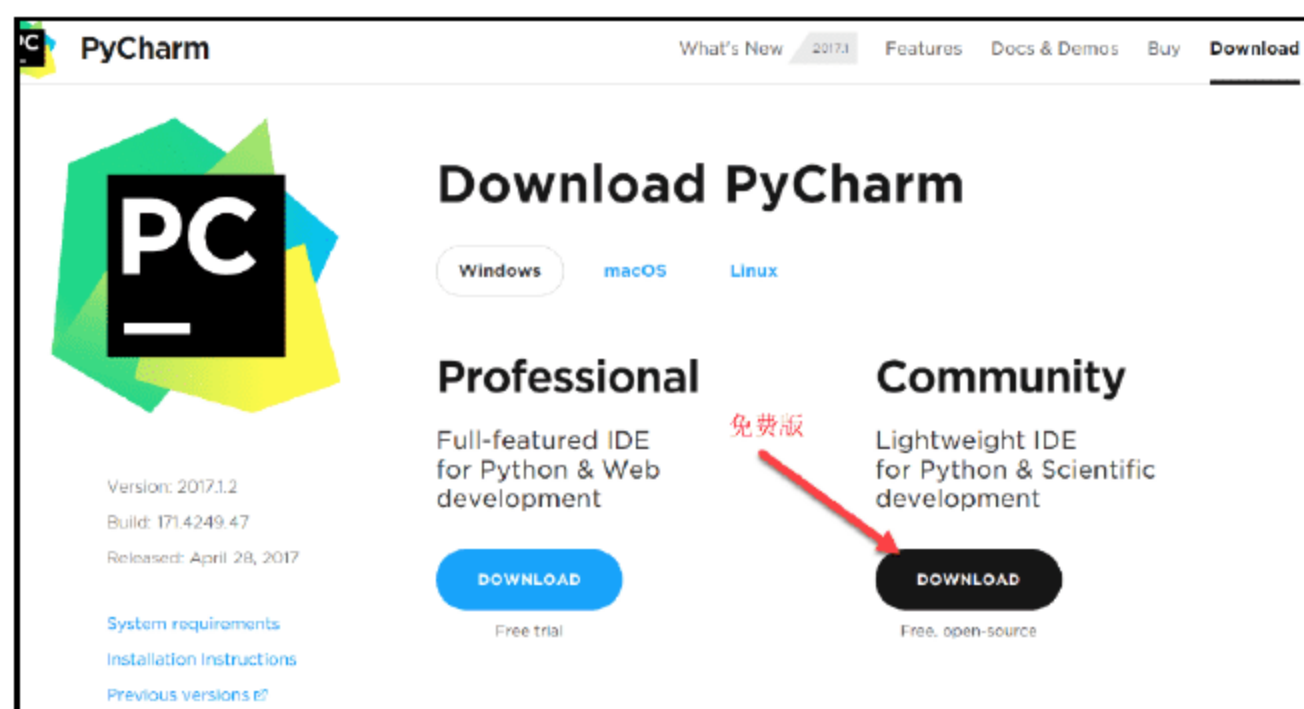 PC
PyCharm
What's New 2017.1 Features Docs & Demos Buy Download
PC
Download PyCharm
Windows macOS Linux
Professional
Full-featured IDE
for Python & Web
development
DOWNLOAD
Free trial
免费版
Community
Lightweight IDE
for Python & Scientific
development
DOWNLOAD
Free, open-source
Version: 2017.1.2
Build: 171.4249.47
Released: April 28, 2017
System requirements
Installation Instructions
Previous versions